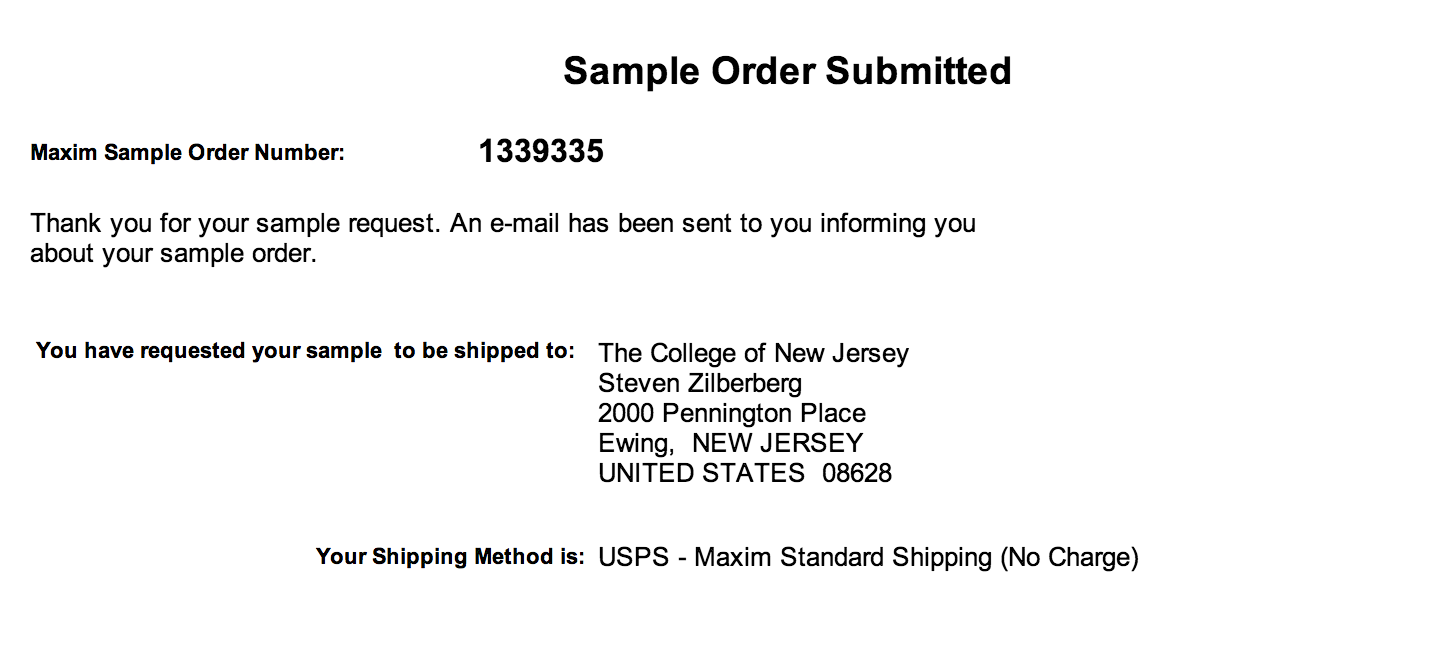 Sample Order Submitted
Maxim Sample Order Number: 1339335
Thank you for your sample request. An e-mail has been sent to you informing you
about your sample order.
You have requested your sample to be shipped to: The College of New Jersey
Steven Zilberberg
2000 Pennington Place
Ewing, NEW JERSEY
UNITED STATES 08628
Your Shipping Method is: USPS - Maxim Standard Shipping (No Charge)